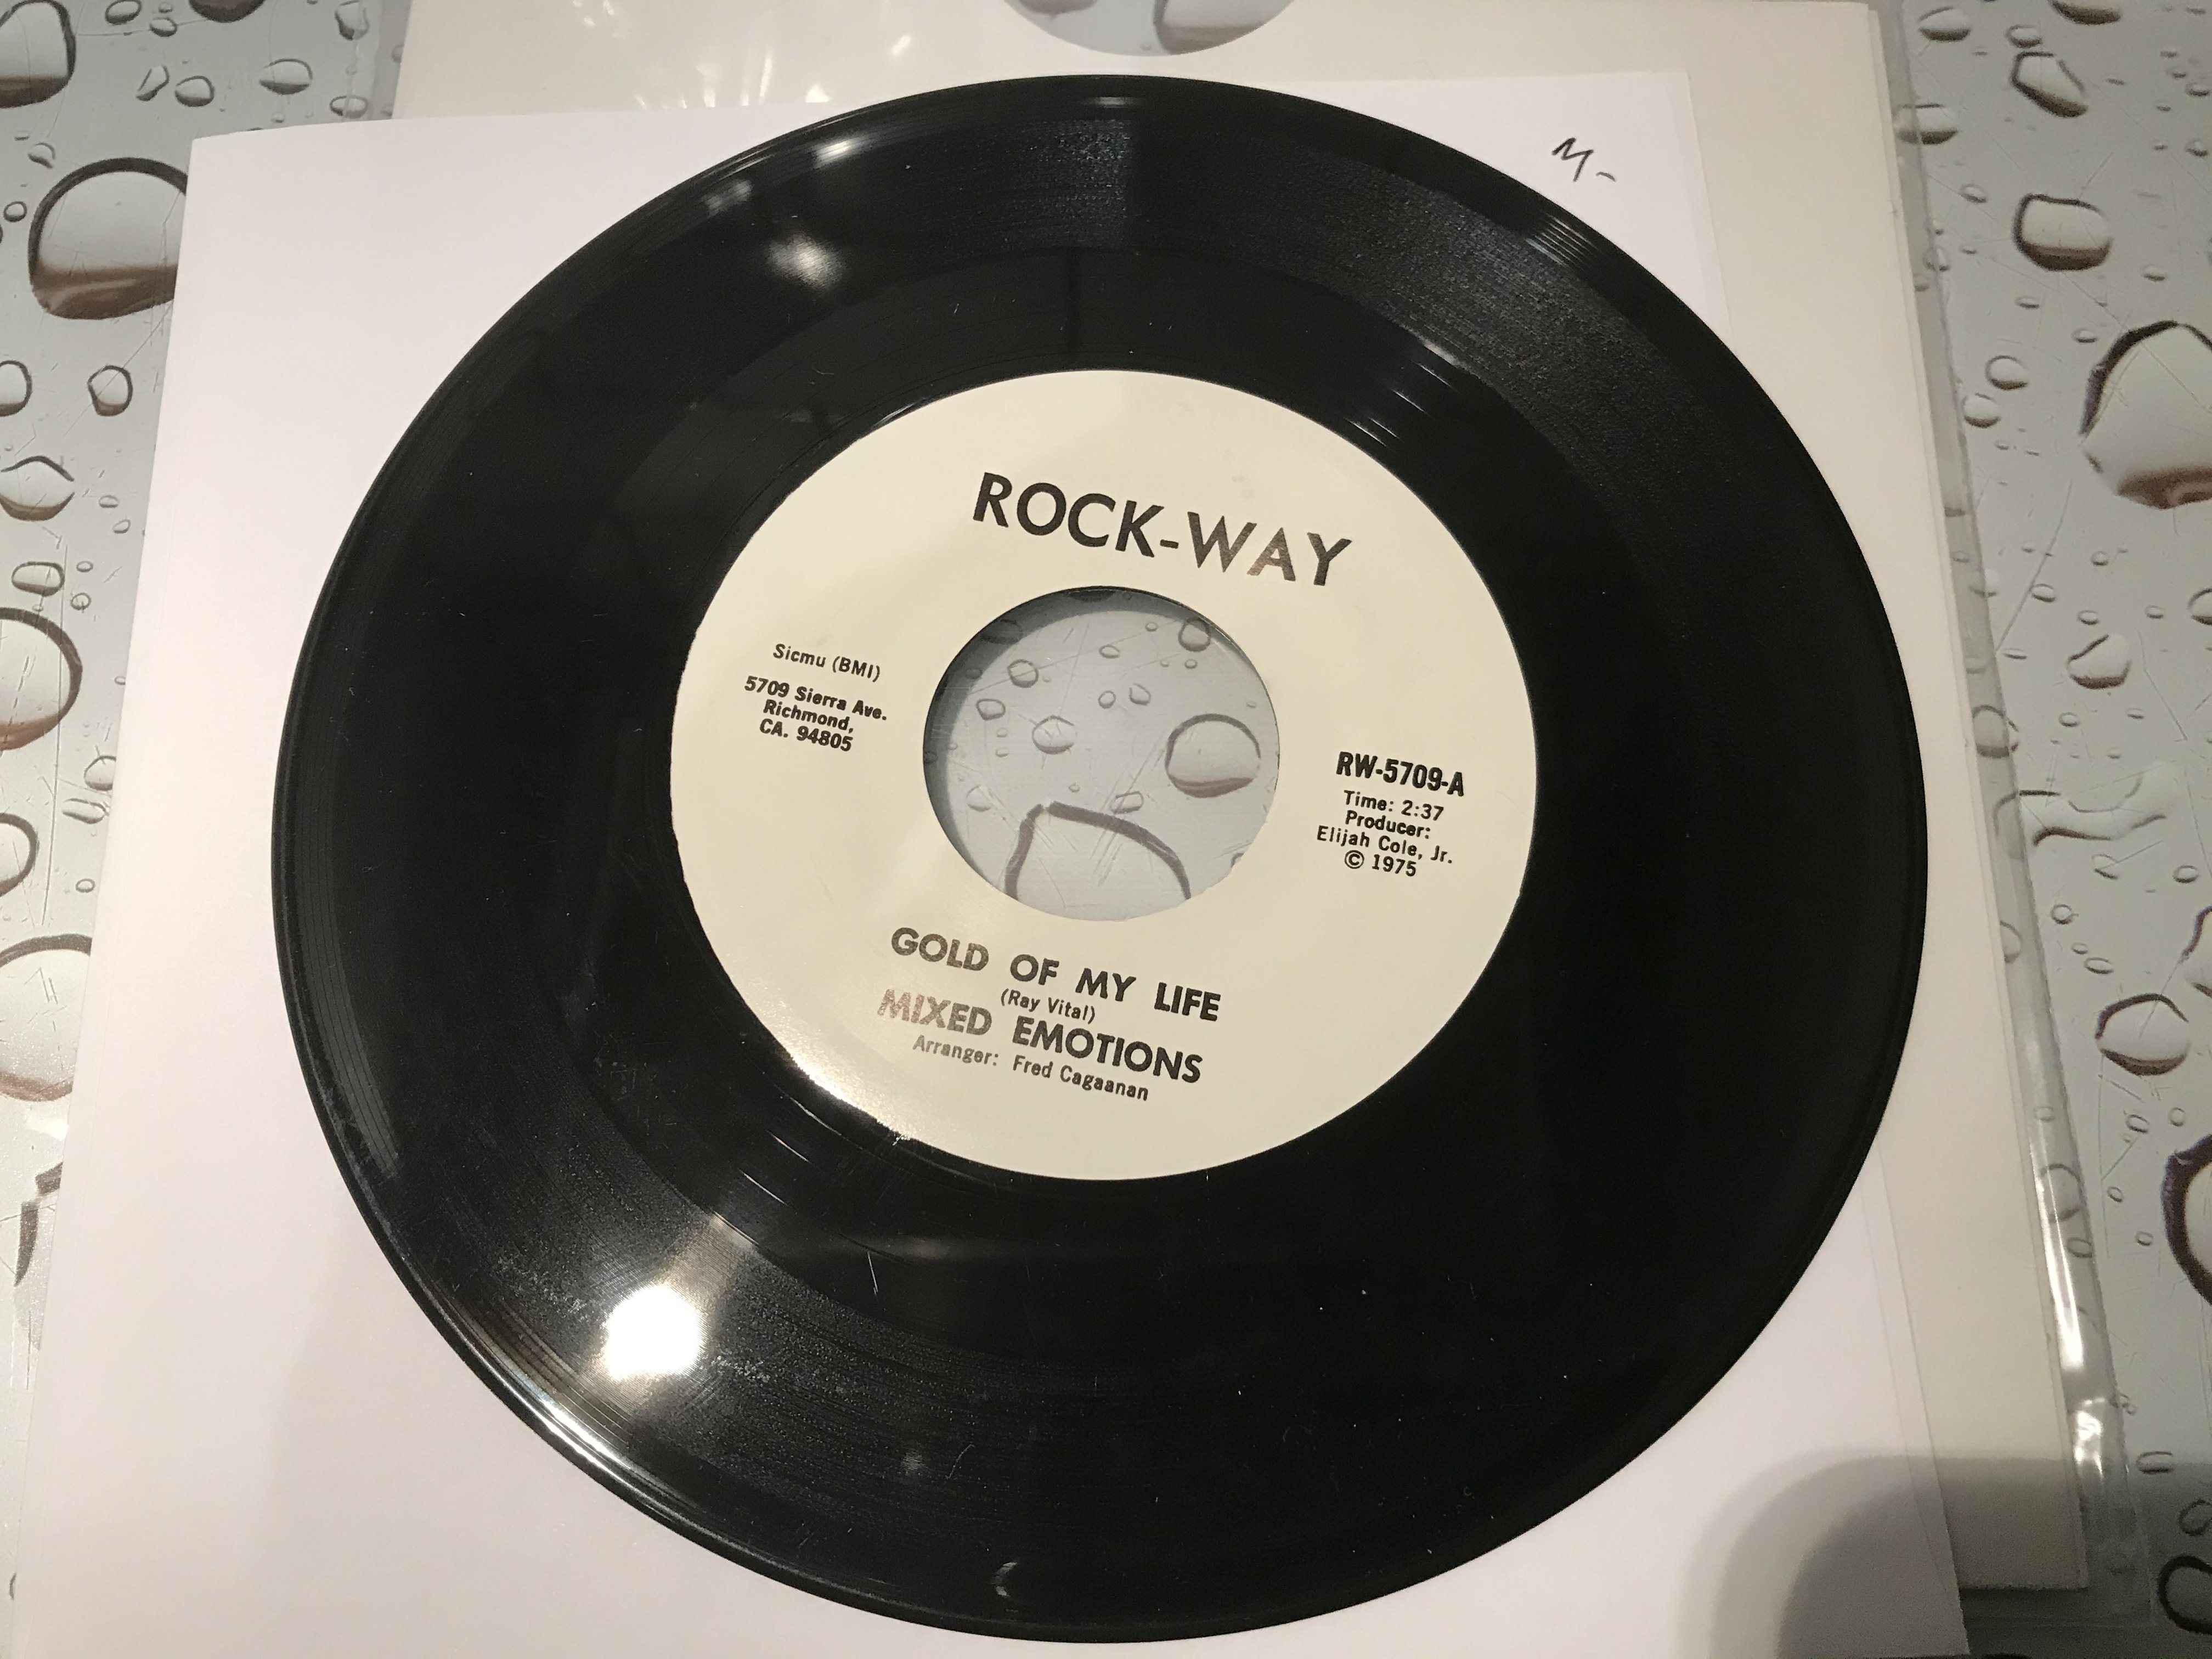 M-
ROCK-WAY
Sicmu (BMI)
5709 Sierra Ave.
Richmond,
CA. 94805
RW-5709-A
Time: 2:37
Producer:
Elijah Cole, Jr.
© 1975
GOLD OF MY LIFE
(Ray Vital)
MIXED EMOTIONS
Arranger: Fred Cagaanan